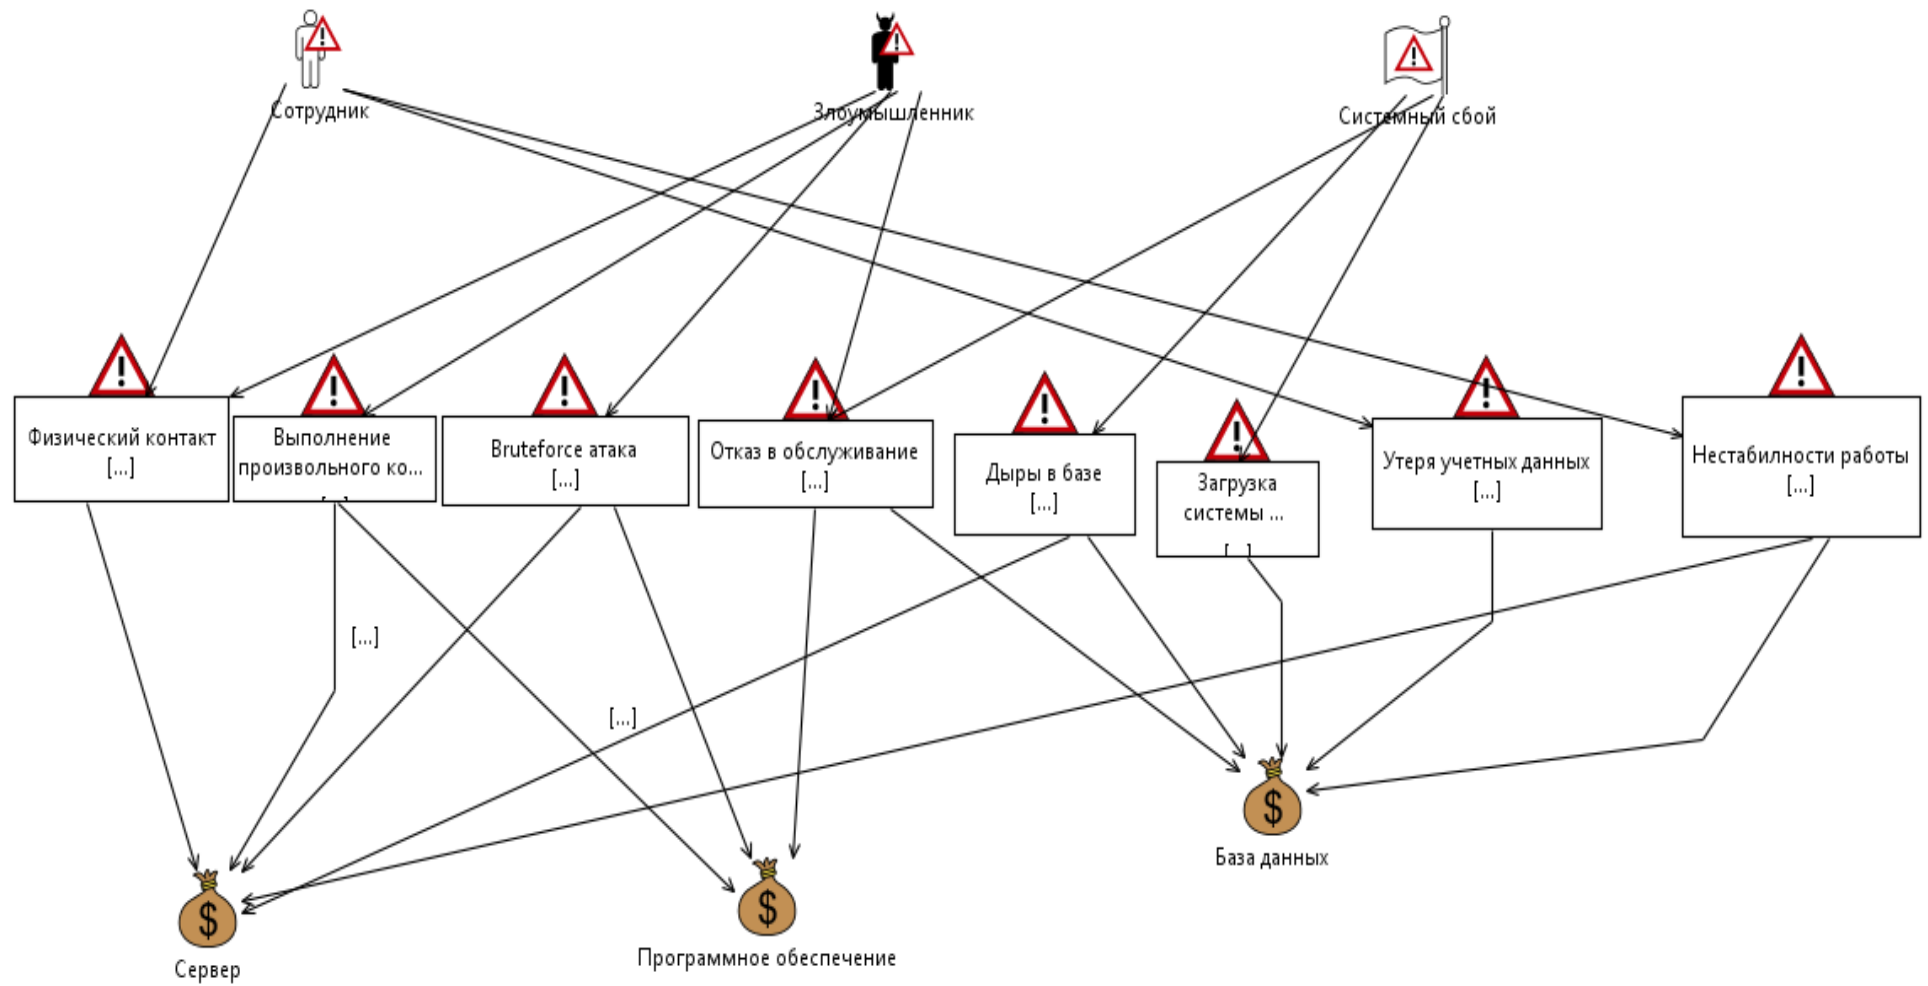 Сотрудник
Злоумышленник
Системный сбой
Физический контакт
[...]
Выполнение
произвольного ко...
[...]
Bruteforce атака
[...]
Отказ в обслуживание
[...]
Дыры в базе
[...]
Загрузка
системы ...
[...]
Утеря учетных данных
[...]
Нестабилности работы
[...]
[...]
[...]
$
Сервер
$
Программное обеспечение
$
База данных